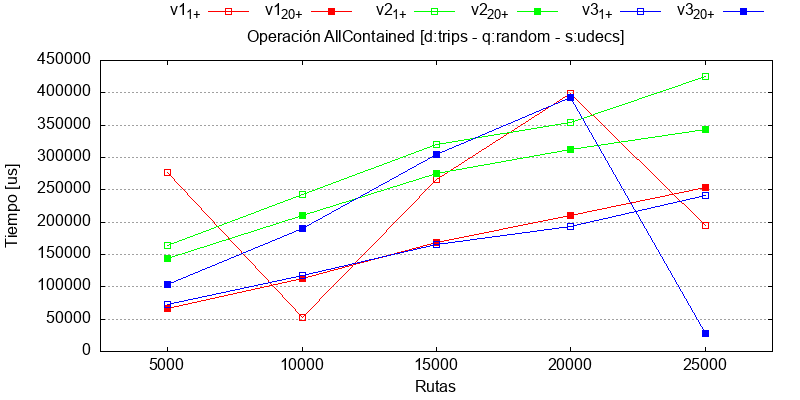 v1₁₊ v1₂₀₊ v2₁₊ v2₂₀₊ v3₁₊ v3₂₀₊
Operación AllContained [d:trips - q:random - s:udecs]
450000
400000
350000
300000
250000
200000
150000
100000
50000
0
Tiempo [us]
5000 10000 15000 20000 25000
Rutas